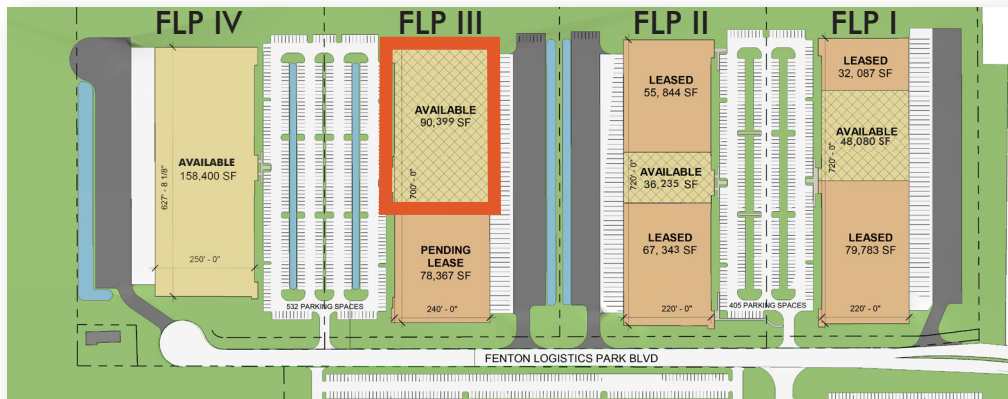 FLP IV
FLP III
FLP II
FLP I
AVAILABLE
158,400 SF
627' - 8 1/8"
250' - 0"
532 PARKING SPACES
AVAILABLE
90,399 SF
700' - 0"
PENDING
LEASE
78,367 SF
240' - 0"
LEASED
55, 844 SF
AVAILABLE
36,235 SF
720' - 0"
LEASED
67, 343 SF
220' - 0"
405 PARKING SPACES
LEASED
32, 087 SF
AVAILABLE
48,080 SF
720' - 0"
LEASED
79,783 SF
220' - 0"
FENTON LOGISTICS PARK BLVD